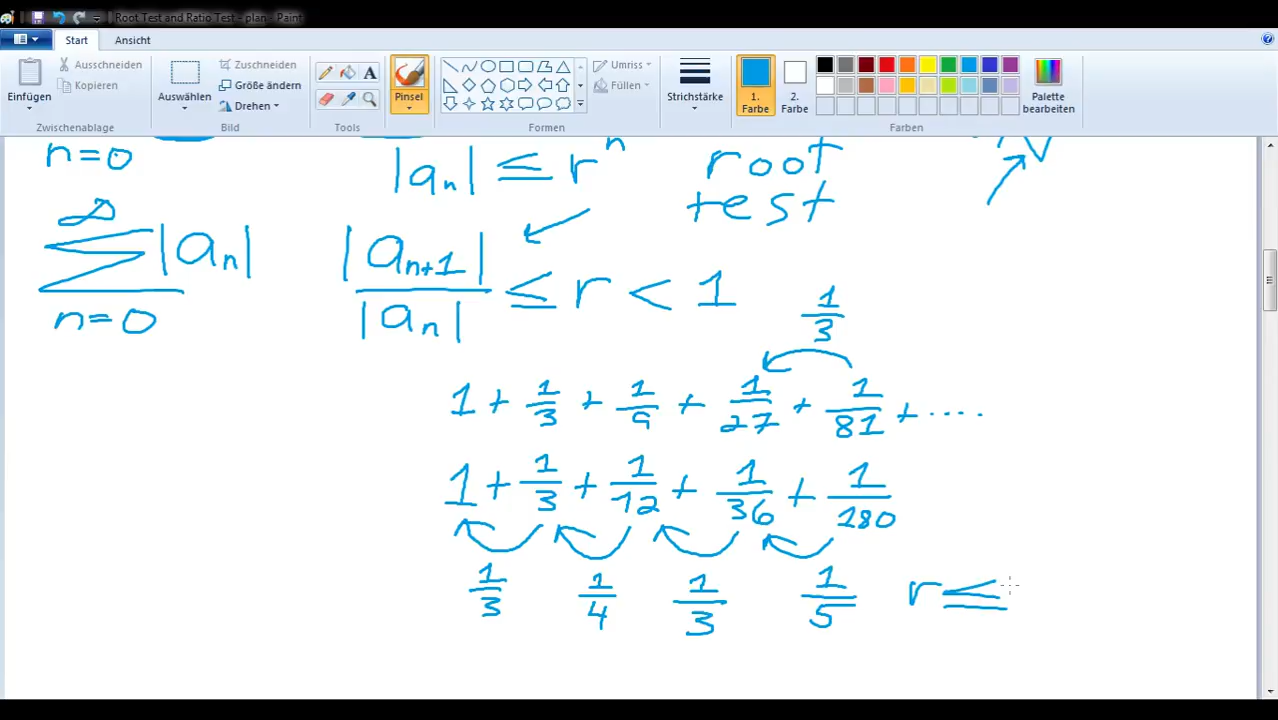 Root Test and Ratio Test - plan - Paint
Start Ansicht
Einfügen
Ausschneiden
Kopieren
Zwischenablage
Auswählen
Zuschneiden
Größe ändern
Drehen
Bild
Tools
Pinsel
Umriss
Füllen
Formen
Strichstärke
1. Farbe
2. Farbe
Farben
Palette bearbeiten
n=0 |aₙ| ≤ rⁿ root test
∞
∑ |aₙ|
n=0
|aₙ₊₁| / |aₙ| ≤ r < 1
1/3
1 + 1/3 + 1/9 + 1/27 + 1/81 + ....
1 + 1/3 + 1/12 + 1/36 + 1/180
1/3 1/4 1/3 1/5 r ≤